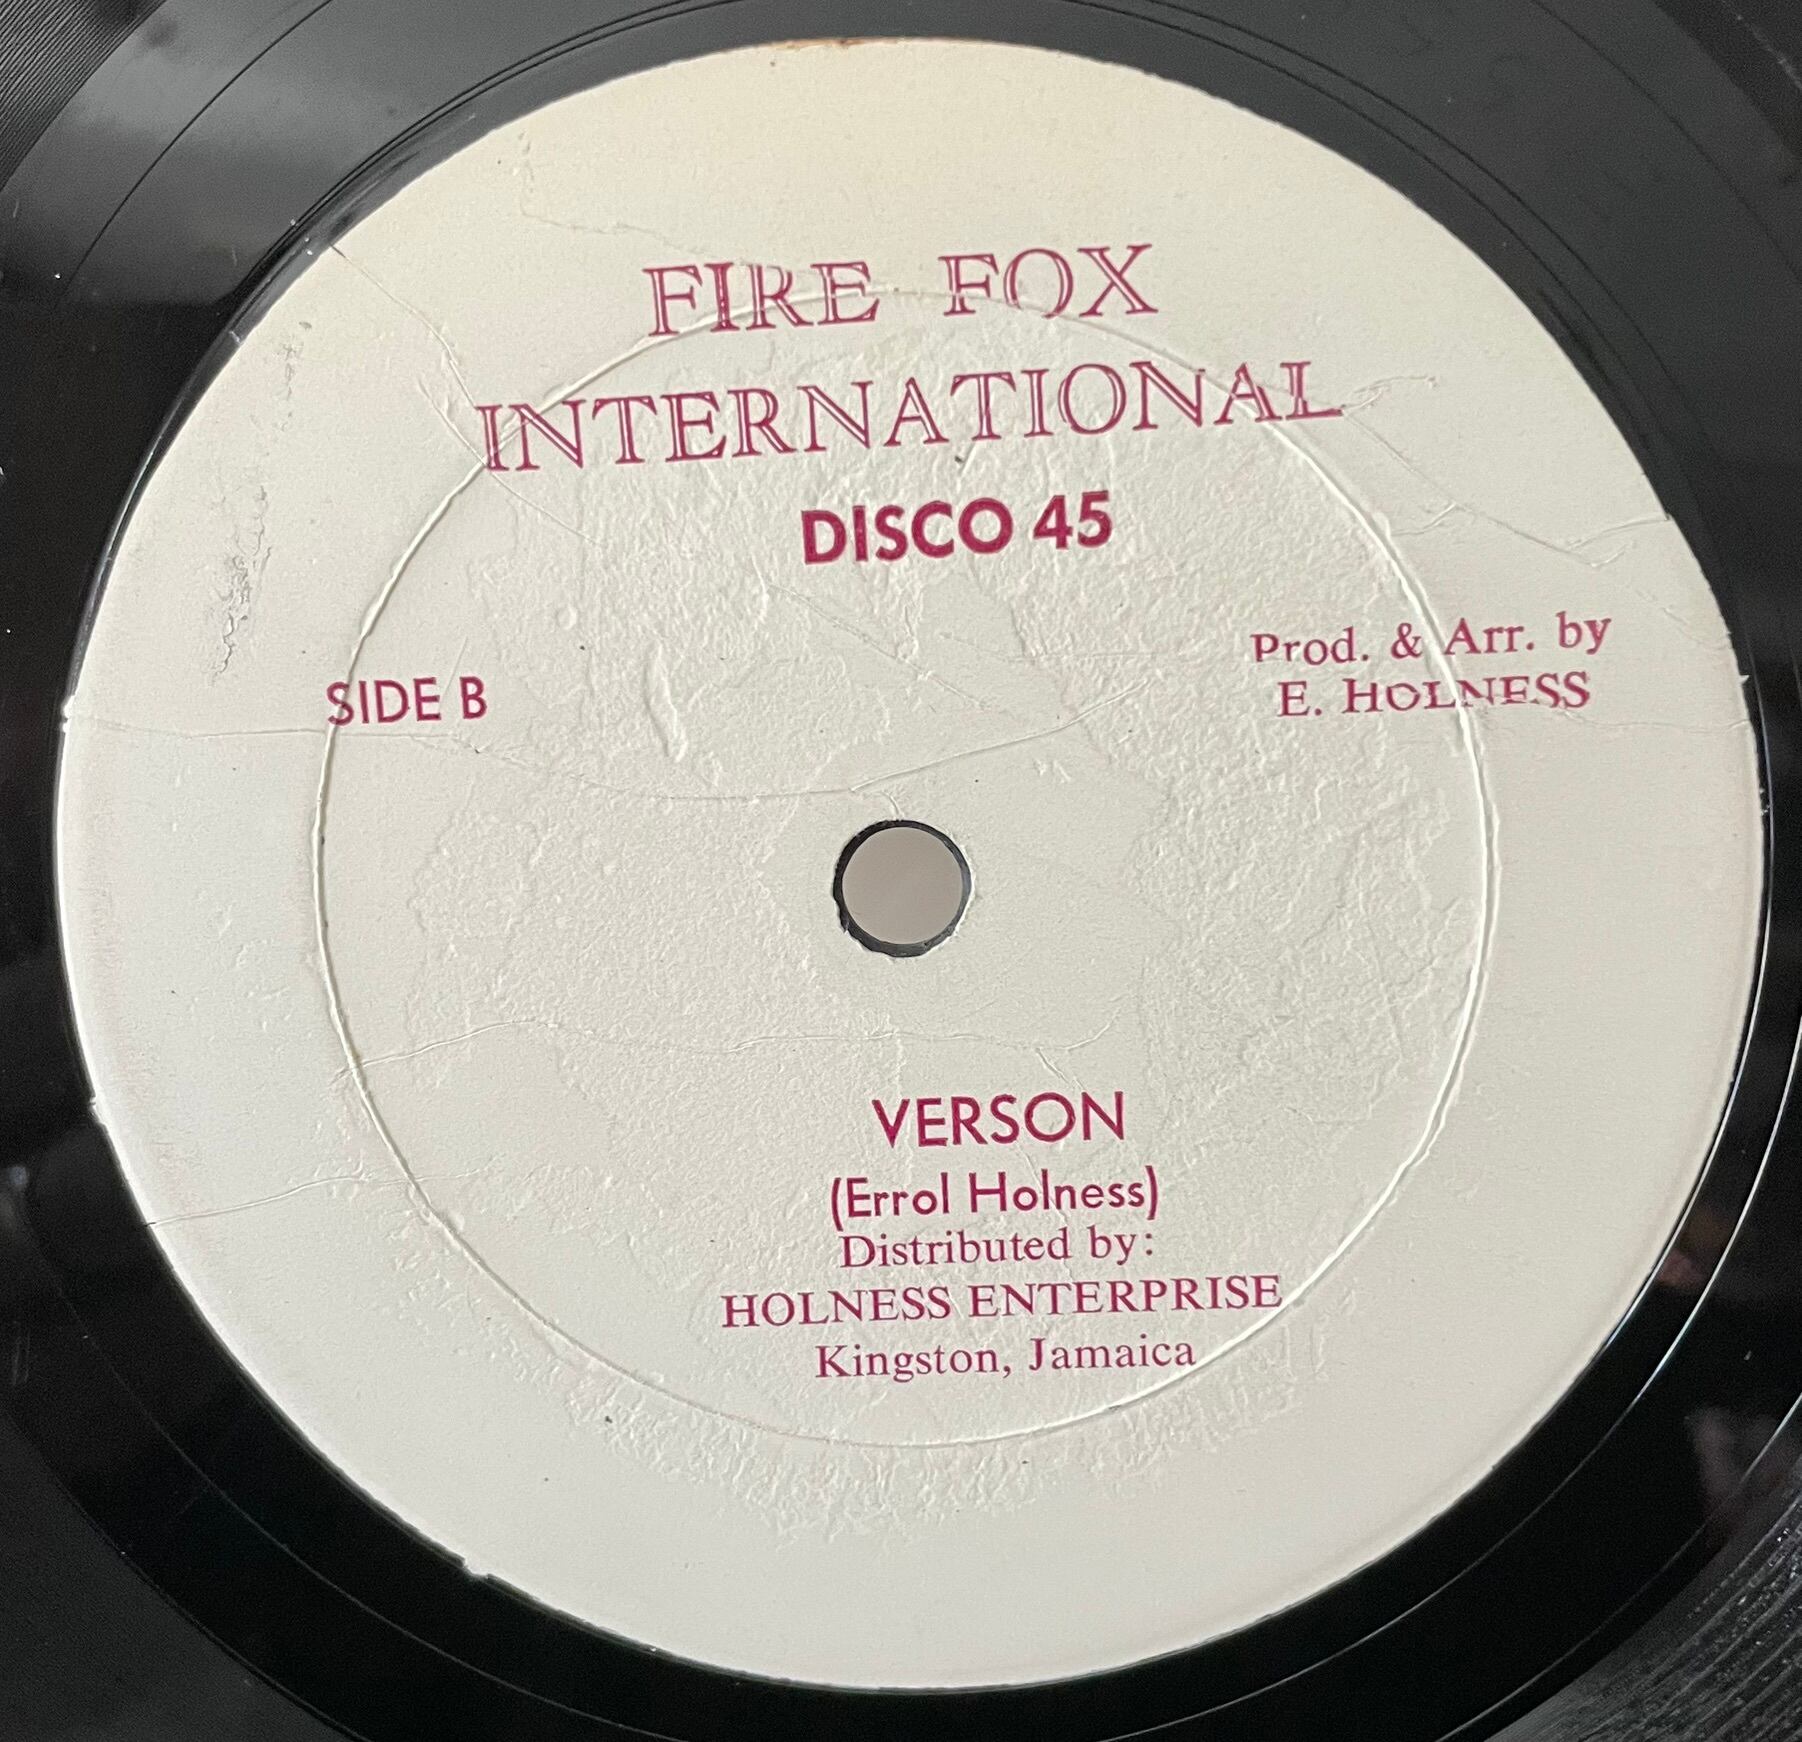 FIRE FOX
INTERNATIONAL
DISCO 45
SIDE B
Prod. & Arr. by
E. HOLNESS
VERSON
(Errol Holness)
Distributed by:
HOLNESS ENTERPRISE
Kingston, Jamaica